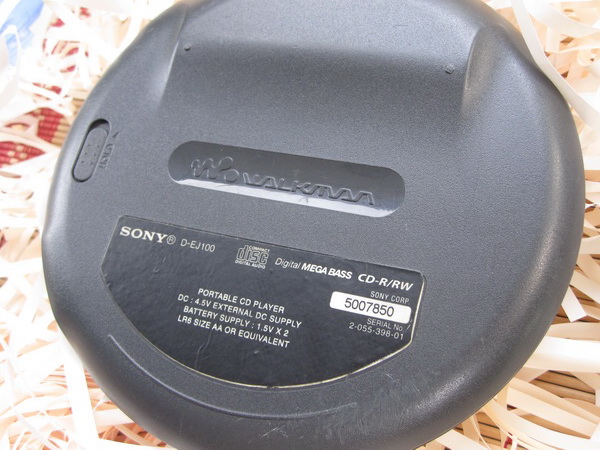 WALKMAN
SONY® D-EJ100
COMPACT
disc
DIGITAL AUDIO
Digital MEGA BASS CD-R/RW
PORTABLE CD PLAYER
DC : 4.5V EXTERNAL DC SUPPLY
BATTERY SUPPLY : 1.5V X 2
LR6 SIZE AA OR EQUIVALENT
SONY CORP
5007850
SERIAL No.
2-055-398-01